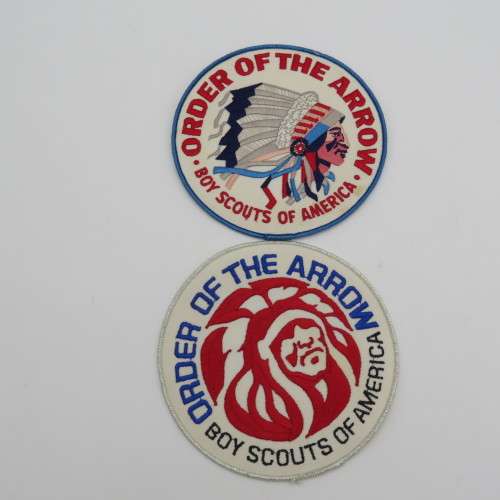 ORDER OF THE ARROW
• BOY SCOUTS OF AMERICA •
ORDER OF THE ARROW
BOY SCOUTS OF AMERICA